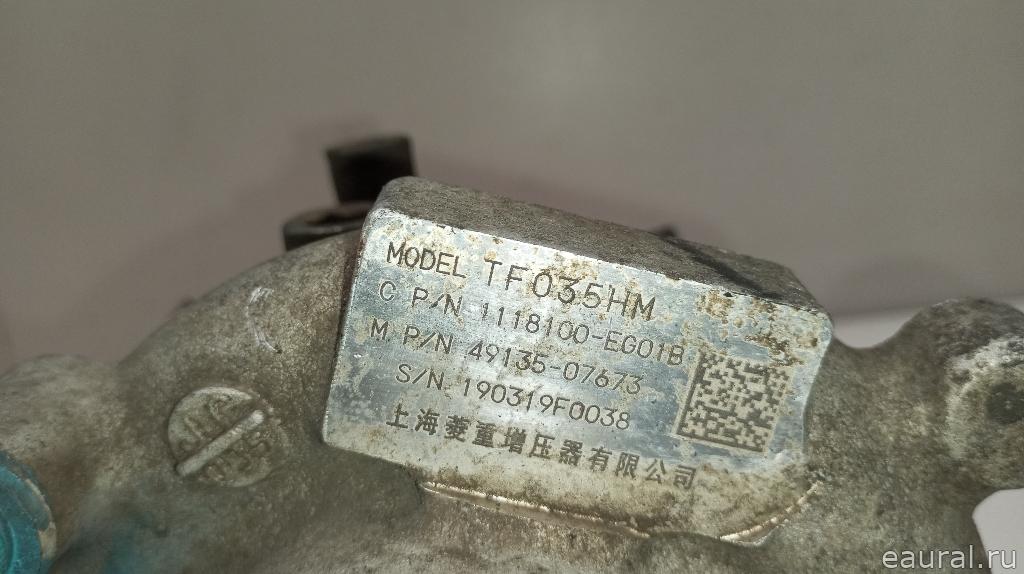 MODEL TF035HM
C P/N 1118100-EG01B
M. P/N 49135-07673
S/N. 190319F0038
上海菱重增压器有限公司
eaural.ru